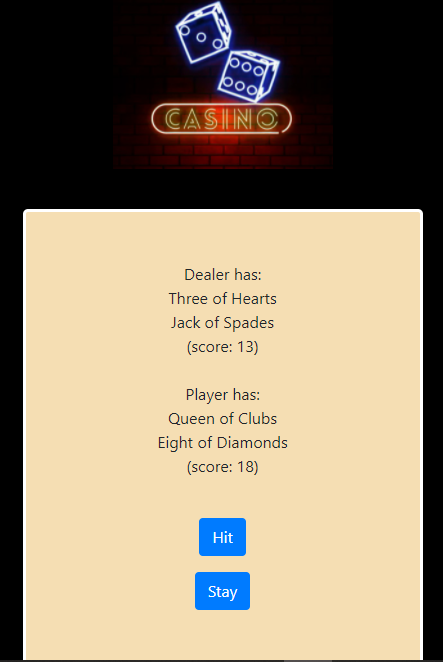 CASINO
Dealer has:
Three of Hearts
Jack of Spades
(score: 13)
Player has:
Queen of Clubs
Eight of Diamonds
(score: 18)
Hit
Stay